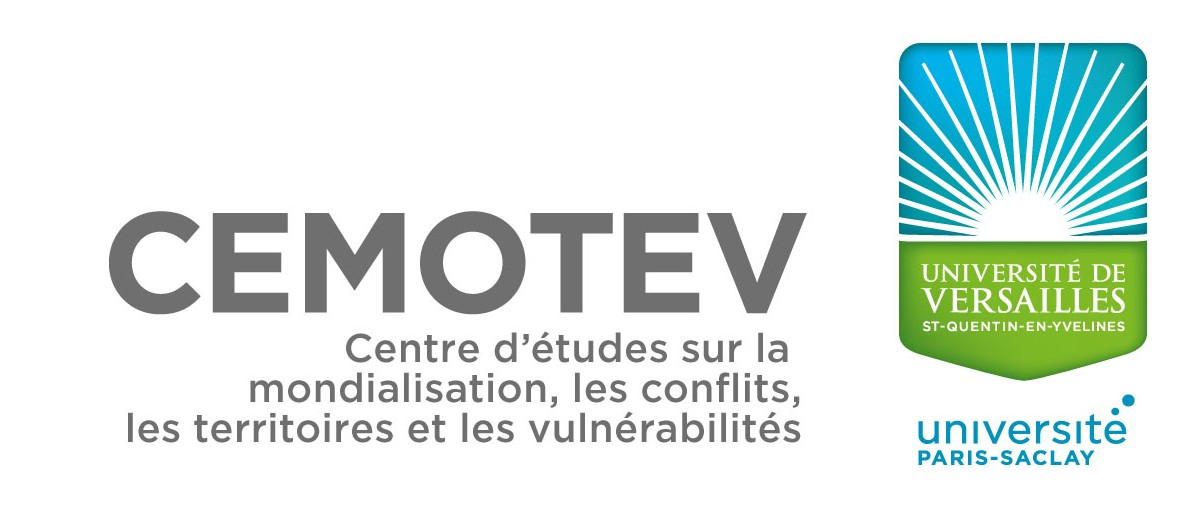 CEMOTEV
Centre d’études sur la
mondialisation, les conflits,
les territoires et les vulnérabilités
UNIVERSITÉ DE
VERSAILLES
ST-QUENTIN-EN-YVELINES
université
PARIS-SACLAY